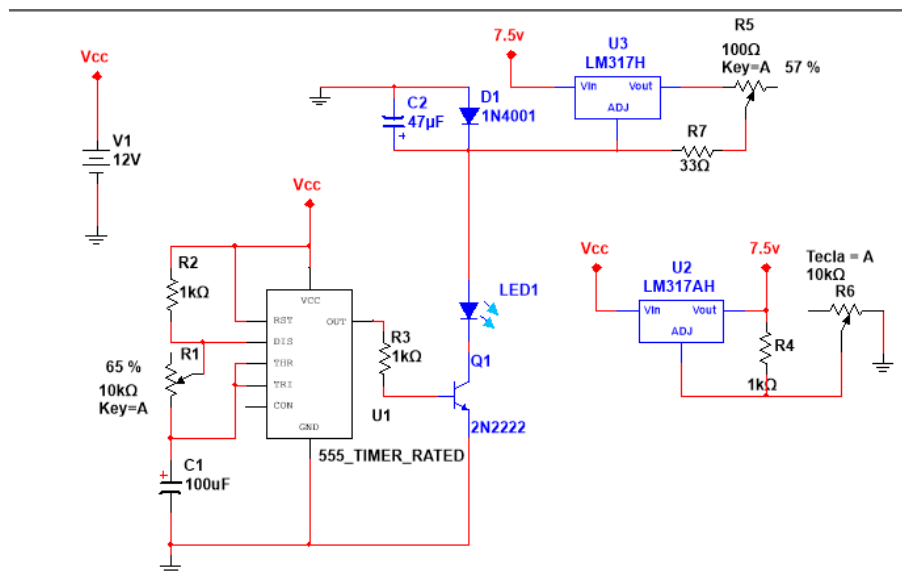 Vcc
V1
12V
7.5v
U3
LM317H
Vin
Vout
ADJ
R5
100Ω
Key=A
57 %
C2
47µF
+
D1
1N4001
R7
33Ω
Vcc
R2
1kΩ
VCC
RST
OUT
DIS
THR
TRI
CON
GND
R1
65 %
10kΩ
Key=A
R3
1kΩ
U1
555_TIMER_RATED
+
C1
100uF
LED1
Q1
2N2222
Vcc
U2
LM317AH
Vin
Vout
ADJ
7.5v
R4
1kΩ
Tecla = A
10kΩ
R6